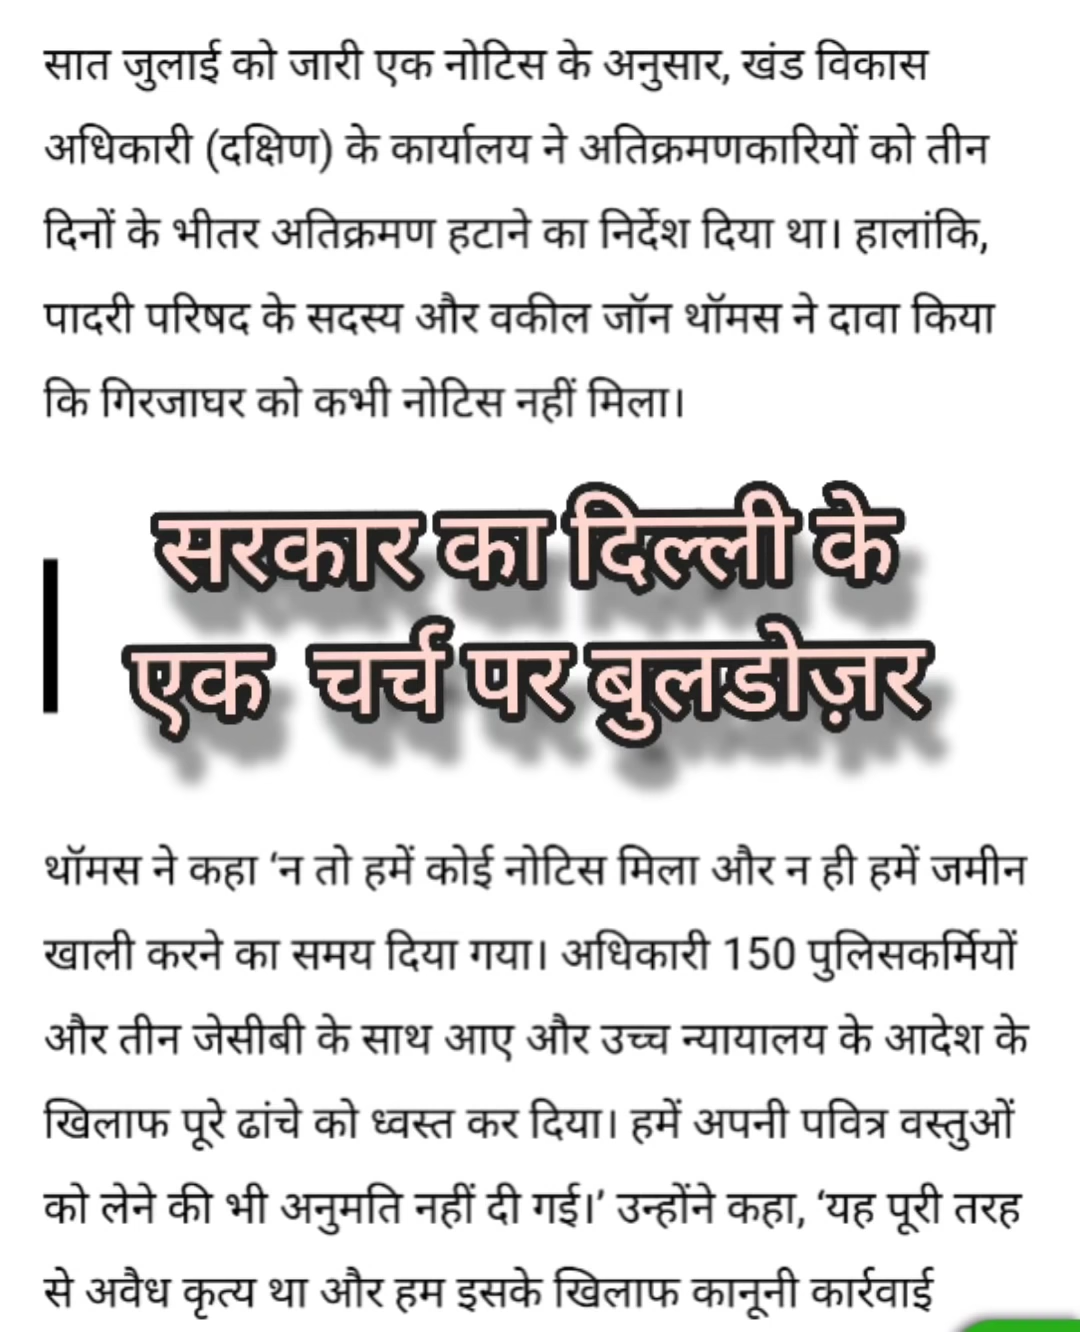 सात जुलाई को जारी एक नोटिस के अनुसार, खंड विकास
अधिकारी (दक्षिण) के कार्यालय ने अतिक्रमणकारियों को तीन
दिनों के भीतर अतिक्रमण हटाने का निर्देश दिया था। हालांकि,
पादरी परिषद के सदस्य और वकील जॉन थॉमस ने दावा किया
कि गिरजाघर को कभी नोटिस नहीं मिला।
सरकार का दिल्ली के
एक चर्च पर बुलडोज़र
थॉमस ने कहा ‘न तो हमें कोई नोटिस मिला और न ही हमें जमीन
खाली करने का समय दिया गया। अधिकारी 150 पुलिसकर्मियों
और तीन जेसीबी के साथ आए और उच्च न्यायालय के आदेश के
खिलाफ पूरे ढांचे को ध्वस्त कर दिया। हमें अपनी पवित्र वस्तुओं
को लेने की भी अनुमति नहीं दी गई।’ उन्होंने कहा, ‘यह पूरी तरह
से अवैध कृत्य था और हम इसके खिलाफ कानूनी कार्रवाई